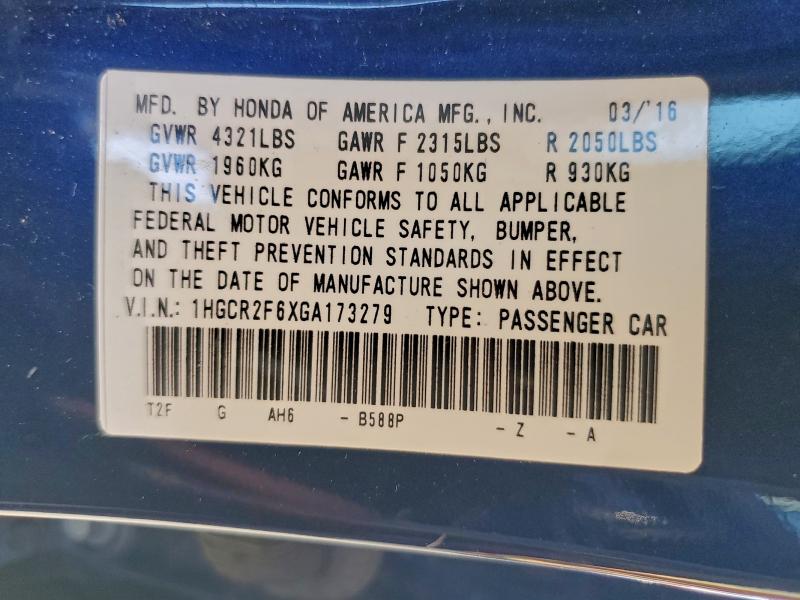 MFD. BY HONDA OF AMERICA MFG., INC. 03/'16
GVWR 4321LBS GAWR F 2315LBS R 2050LBS
GVWR 1960KG GAWR F 1050KG R 930KG
THIS VEHICLE CONFORMS TO ALL APPLICABLE
FEDERAL MOTOR VEHICLE SAFETY, BUMPER,
AND THEFT PREVENTION STANDARDS IN EFFECT
ON THE DATE OF MANUFACTURE SHOWN ABOVE.
V.I.N.: 1HGCR2F6XGA173279 TYPE: PASSENGER CAR
T2F G AH6 - B588P - Z - A